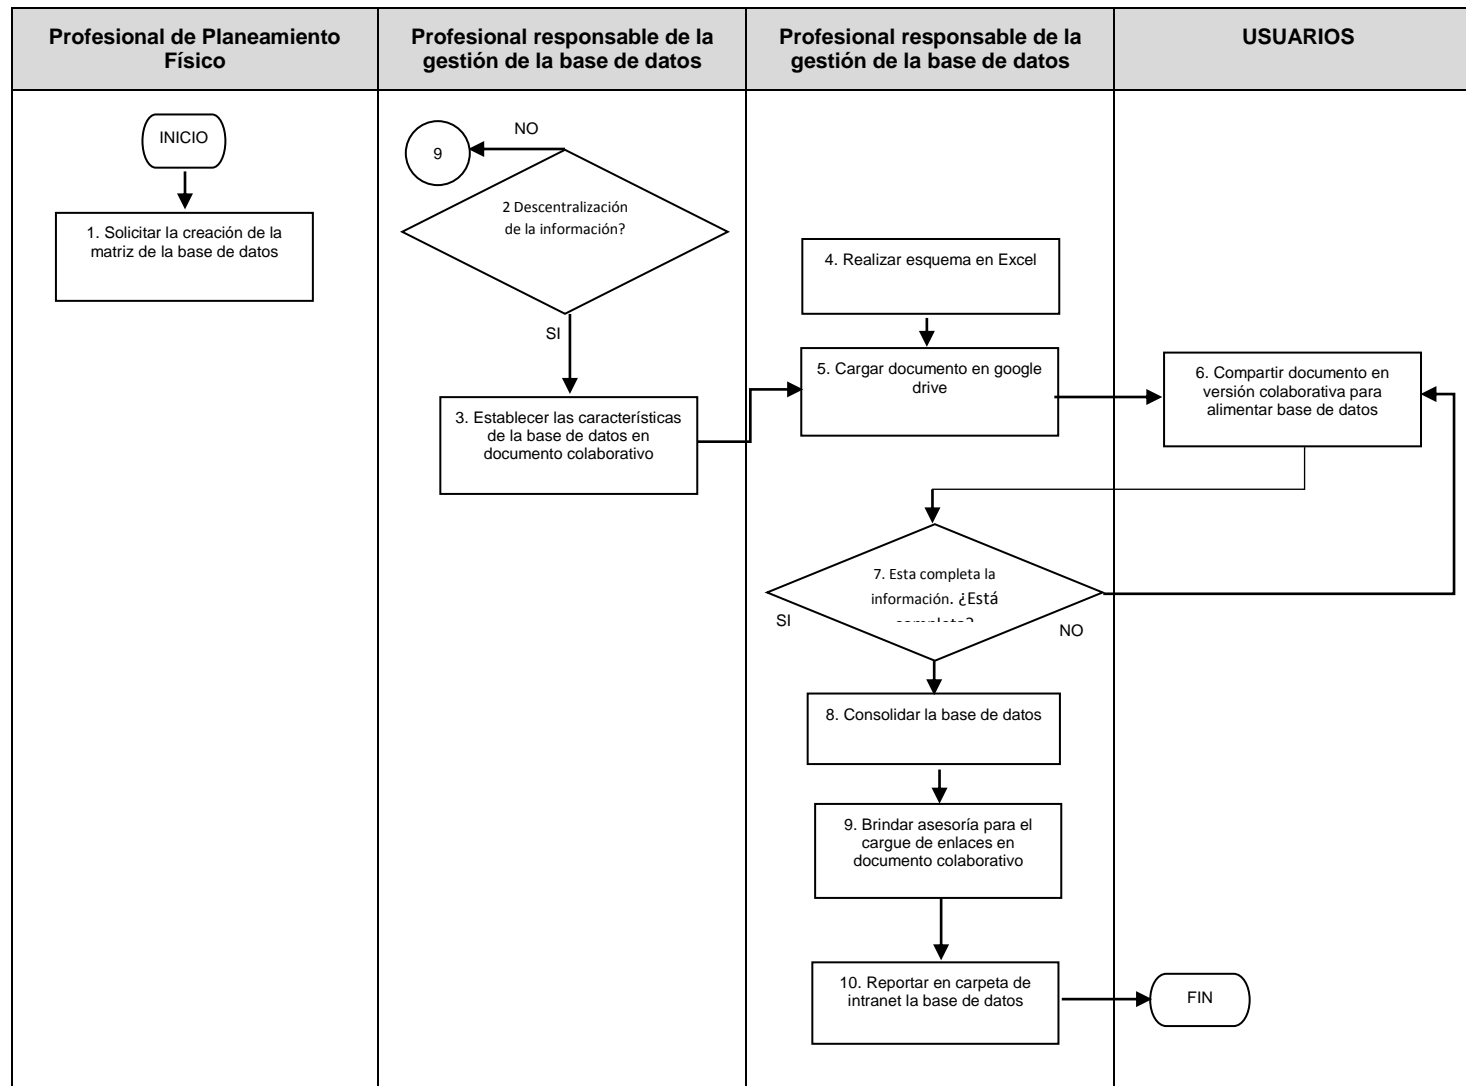 Profesional de Planeamiento
Físico
Profesional responsable de la
gestión de la base de datos
Profesional responsable de la
gestión de la base de datos
USUARIOS
INICIO
1. Solicitar la creación de la
matriz de la base de datos
NO
9
2 Descentralización
de la información?
SI
3. Establecer las características
de la base de datos en
documento colaborativo
4. Realizar esquema en Excel
5. Cargar documento en google
drive
6. Compartir documento en
versión colaborativa para
alimentar base de datos
7. Esta completa la
información. ¿Está
SI
NO
8. Consolidar la base de datos
9. Brindar asesoría para el
cargue de enlaces en
documento colaborativo
10. Reportar en carpeta de
intranet la base de datos
FIN